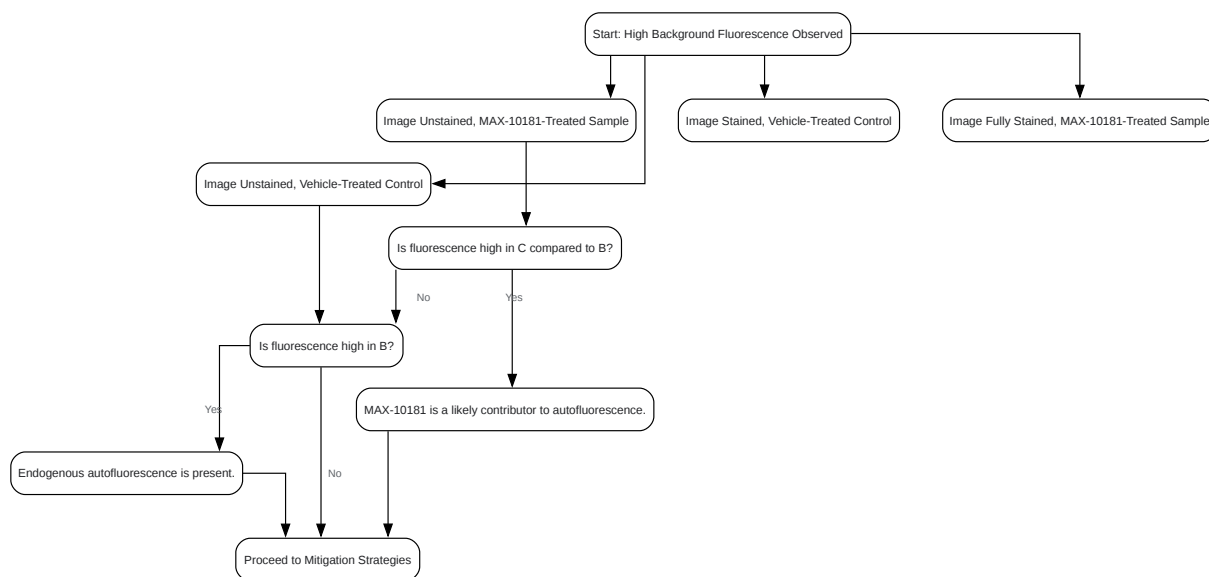 Start: High Background Fluorescence Observed
Image Unstained, MAX-10181-Treated Sample
Image Stained, Vehicle-Treated Control
Image Fully Stained, MAX-10181-Treated Sample
Image Unstained, Vehicle-Treated Control
Is fluorescence high in C compared to B?
No
Yes
Is fluorescence high in B?
MAX-10181 is a likely contributor to autofluorescence.
Yes
Endogenous autofluorescence is present.
No
Proceed to Mitigation Strategies